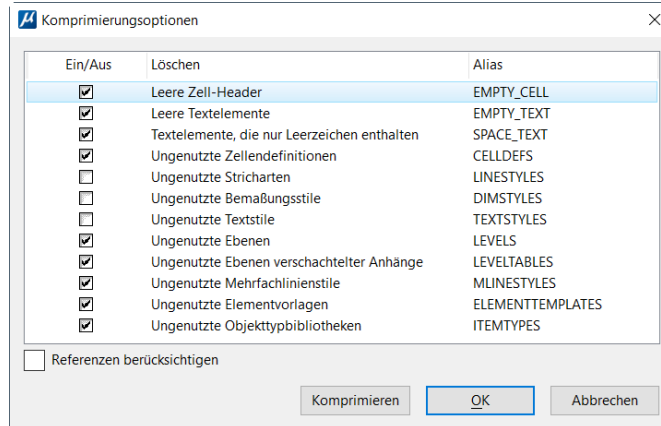 Komprimierungsoptionen
Ein/Aus Löschen Alias
Leere Zell-Header EMPTY_CELL
Leere Textelemente EMPTY_TEXT
Textelemente, die nur Leerzeichen enthalten SPACE_TEXT
Ungenutzte Zellendefinitionen CELLDEFS
Ungenutzte Stricharten LINESTYLES
Ungenutzte Bemaßungsstile DIMSTYLES
Ungenutzte Textstile TEXTSTYLES
Ungenutzte Ebenen LEVELS
Ungenutzte Ebenen verschachtelter Anhänge LEVELTABLES
Ungenutzte Mehrfachlinienstile MLINESTYLES
Ungenutzte Elementvorlagen ELEMENTTEMPLATES
Ungenutzte Objekttypbibliotheken ITEMTYPES
Referenzen berücksichtigen
Komprimieren OK Abbrechen